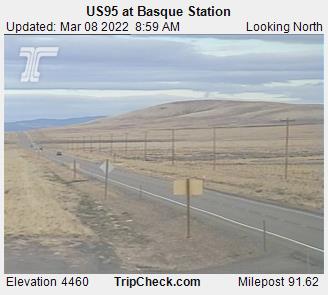 US95 at Basque Station
Updated: Mar 08 2022 8:59 AM Looking North
Elevation 4460 TripCheck.com Milepost 91.62